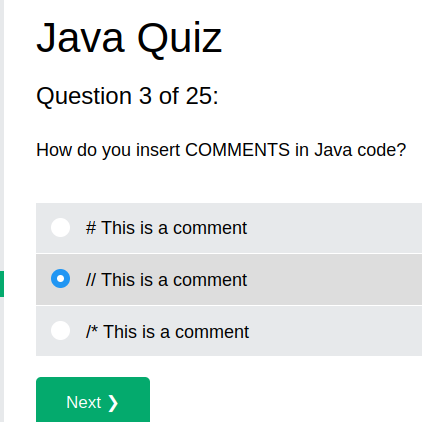 Java Quiz
Question 3 of 25:
How do you insert COMMENTS in Java code?
# This is a comment
// This is a comment
/* This is a comment
Next ❯